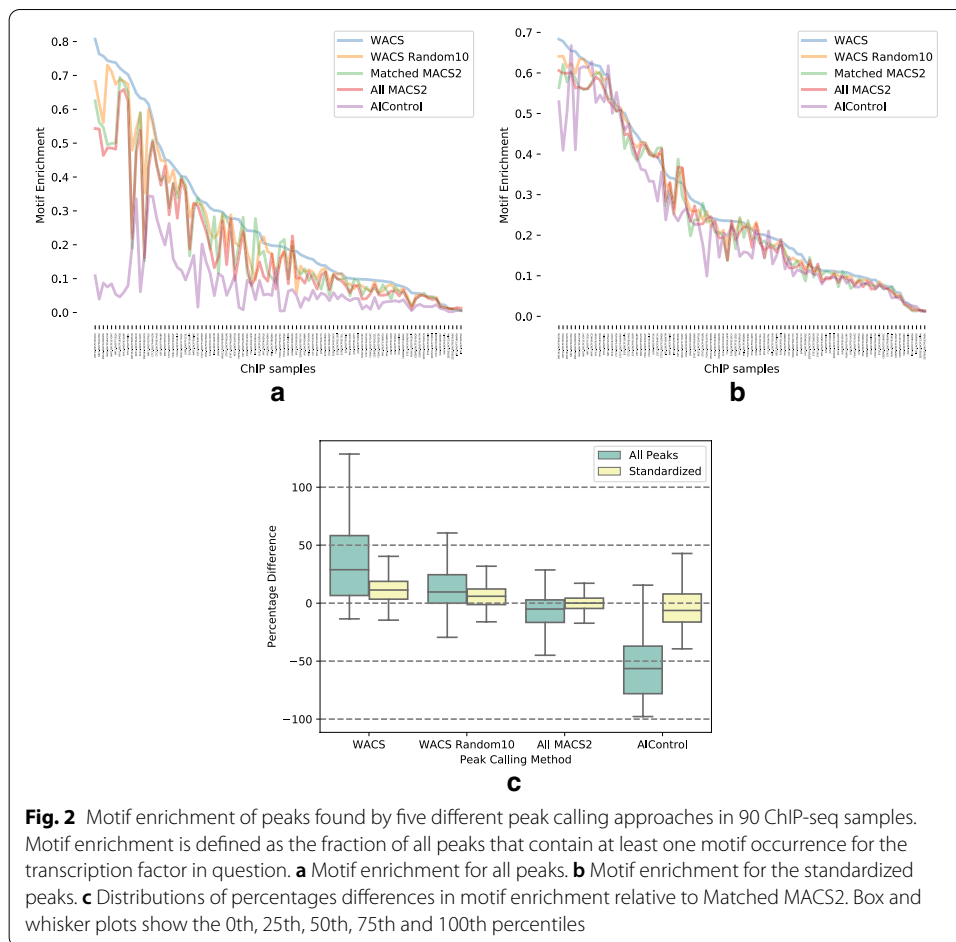 WACS
WACS Random10
Matched MACS2
All MACS2
AIControl
0.8
0.7
0.6
0.5
0.4
0.3
0.2
0.1
0.0
Motif Enrichment
ChIP samples
a
WACS
WACS Random10
Matched MACS2
All MACS2
AIControl
0.7
0.6
0.5
0.4
0.3
0.2
0.1
0.0
Motif Enrichment
ChIP samples
b
All Peaks
Standardized
100
50
0
−50
−100
Percentage Difference
WACS WACS Random10 All MACS2 AIControl
Peak Calling Method
c
Fig. 2 Motif enrichment of peaks found by five different peak calling approaches in 90 ChIP-seq samples.
Motif enrichment is defined as the fraction of all peaks that contain at least one motif occurrence for the
transcription factor in question. a Motif enrichment for all peaks. b Motif enrichment for the standardized
peaks. c Distributions of percentages differences in motif enrichment relative to Matched MACS2. Box and
whisker plots show the 0th, 25th, 50th, 75th and 100th percentiles